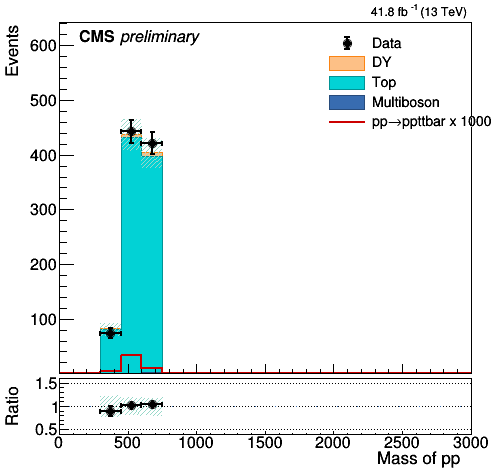 41.8 fb⁻¹ (13 TeV)
CMS preliminary
Events
600
500
400
300
200
100
Data
DY
Top
Multiboson
pp→ppttbar x 1000
Ratio
1.5
1
0.5
0
500
1000
1500
2000
2500
3000
Mass of pp